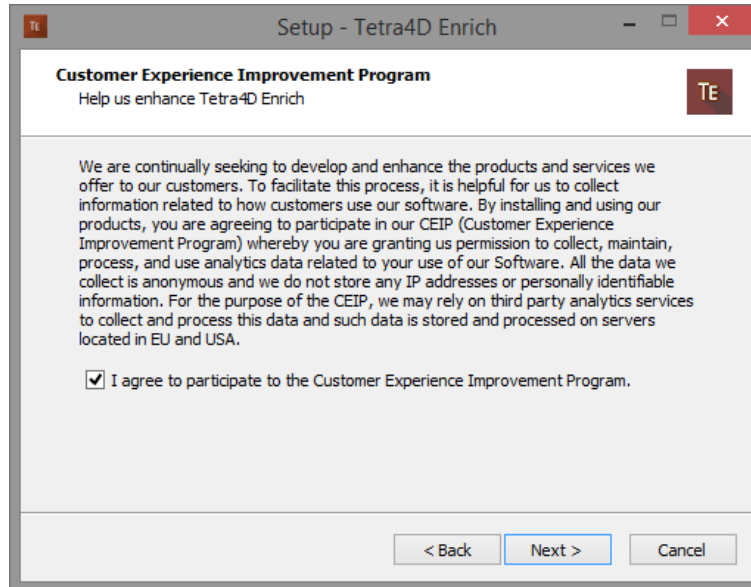 TE
Setup - Tetra4D Enrich
Customer Experience Improvement Program
Help us enhance Tetra4D Enrich
TE
We are continually seeking to develop and enhance the products and services we
offer to our customers. To facilitate this process, it is helpful for us to collect
information related to how customers use our software. By installing and using our
products, you are agreeing to participate in our CEIP (Customer Experience
Improvement Program) whereby you are granting us permission to collect, maintain,
process, and use analytics data related to your use of our Software. All the data we
collect is anonymous and we do not store any IP addresses or personally identifiable
information. For the purpose of the CEIP, we may rely on third party analytics services
to collect and process this data and such data is stored and processed on servers
located in EU and USA.
I agree to participate to the Customer Experience Improvement Program.
< Back
Next >
Cancel